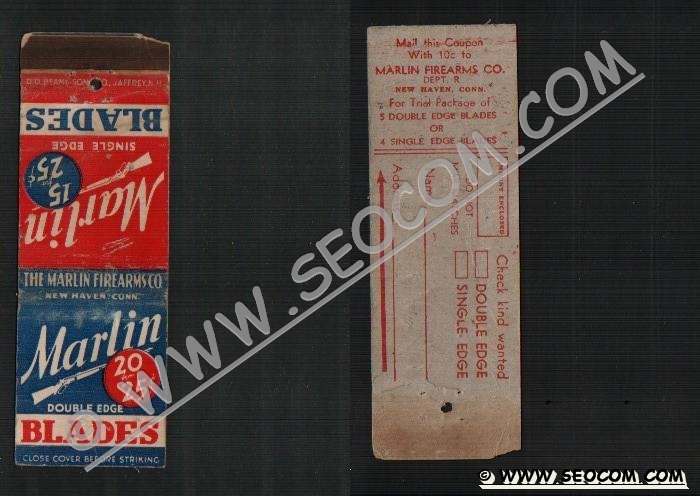 D.D. BEAN & SONS CO., JAFFREY, N.H.
BLADES
SINGLE EDGE
15
25¢
Marlin
THE MARLIN FIREARMS CO
NEW HAVEN, CONN.
Marlin
20
25¢
DOUBLE EDGE
BLADES
CLOSE COVER BEFORE STRIKING
Mail this Coupon
With 10c to
MARLIN FIREARMS CO.
DEPT. R
NEW HAVEN, CONN.
For Trial Package of
5 DOUBLE EDGE BLADES
OR
4 SINGLE EDGE BLADES
Check kind wanted
DOUBLE EDGE
SINGLE EDGE
ENCLOSED
NOT
© WWW.SEOCOM.COM
© WWW.SEOCOM.COM